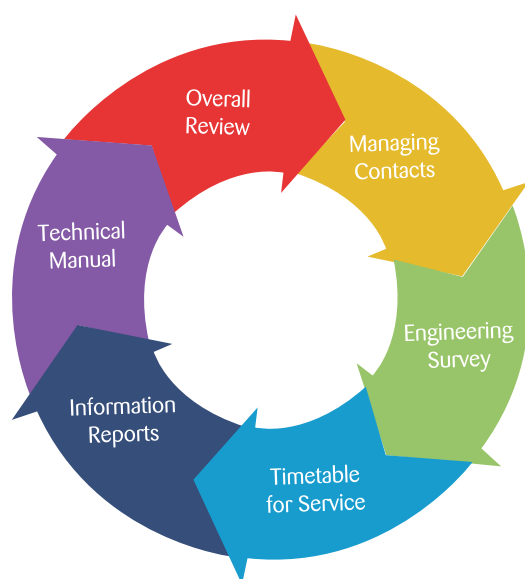 Overall
Review
Managing
Contacts
Engineering
Survey
Timetable
for Service
Information
Reports
Technical
Manual